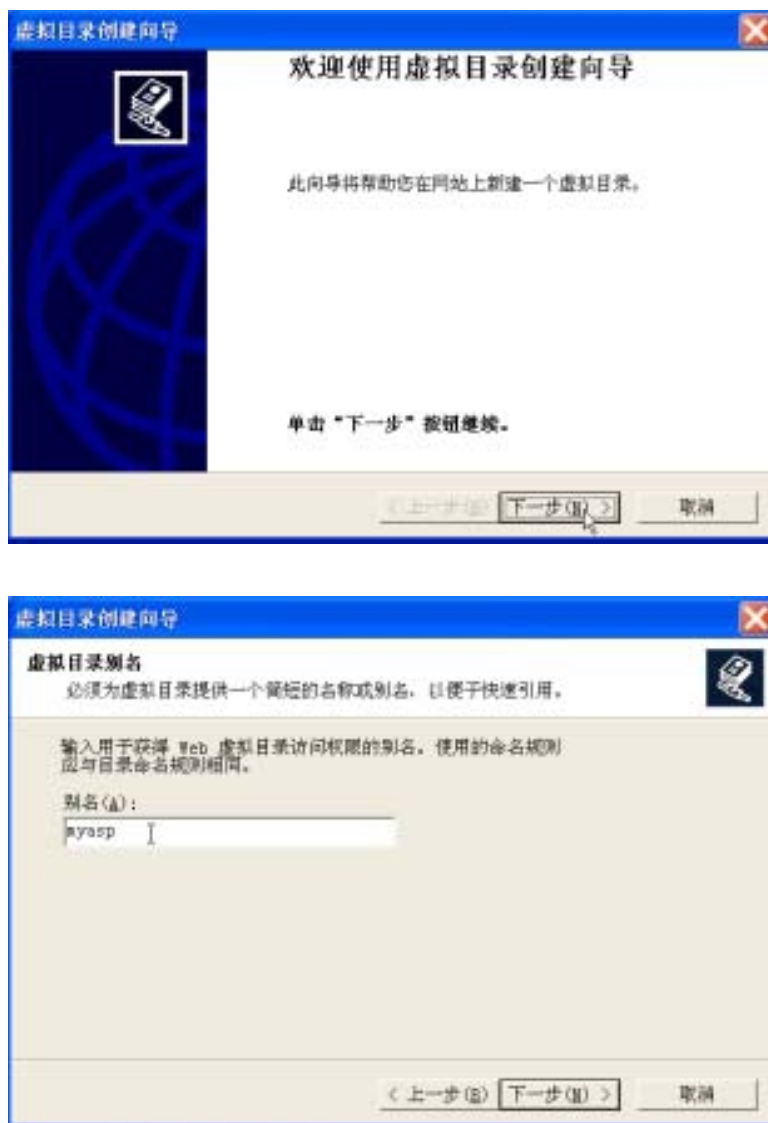 虚拟目录创建向导
欢迎使用虚拟目录创建向导
此向导将帮助您在网站上新建一个虚拟目录。
单击“下一步”按钮继续。
<上一步(B) 下一步(N) > 取消
虚拟目录创建向导
虚拟目录别名
必须为虚拟目录提供一个简短的名称或别名,以便于快速引用。
输入用于获得 Web 虚拟目录访问权限的别名。使用的命名规则
应与目录命名规则相同。
别名(A):
myasp
< 上一步(B) 下一步(N) > 取消